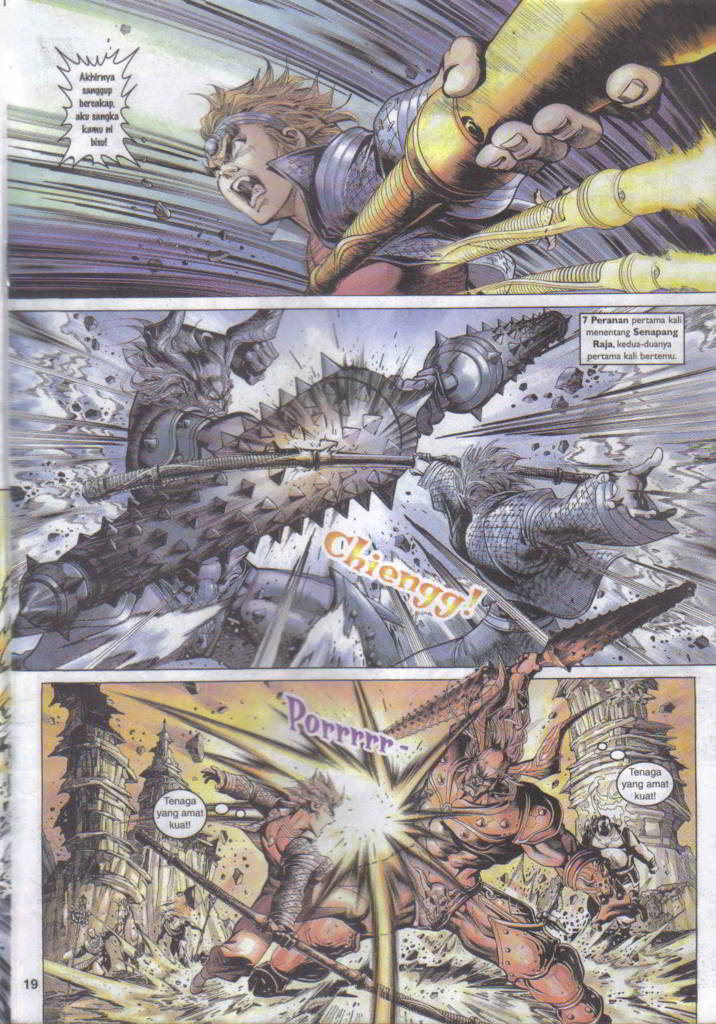 Akhirnya
sanggup
bercakap,
aku sangka
kamu ni
bisu!
7 Peranan pertama kali
menentang Senapang
Raja, kedua-duanya
pertama kali bertemu.
Chiengg!
Porrrrr-
Tenaga
yang amat
kuat!
Tenaga
yang amat
kuat!
19